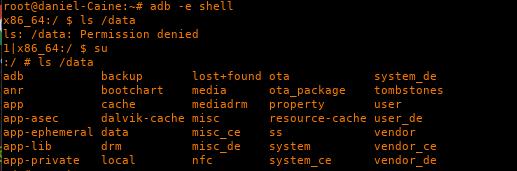 root@daniel-Caine:~# adb -e shell
x86_64:/ $ ls /data
ls: /data: Permission denied
1|x86_64:/ $ su
:/ # ls /data
adb backup lost+found ota system_de
anr bootchart media ota_package tombstones
app cache mediadrm property user
app-asec dalvik-cache misc resource-cache user_de
app-ephemeral data misc_ce ss vendor
app-lib drm misc_de system vendor_ce
app-private local nfc system_ce vendor_de